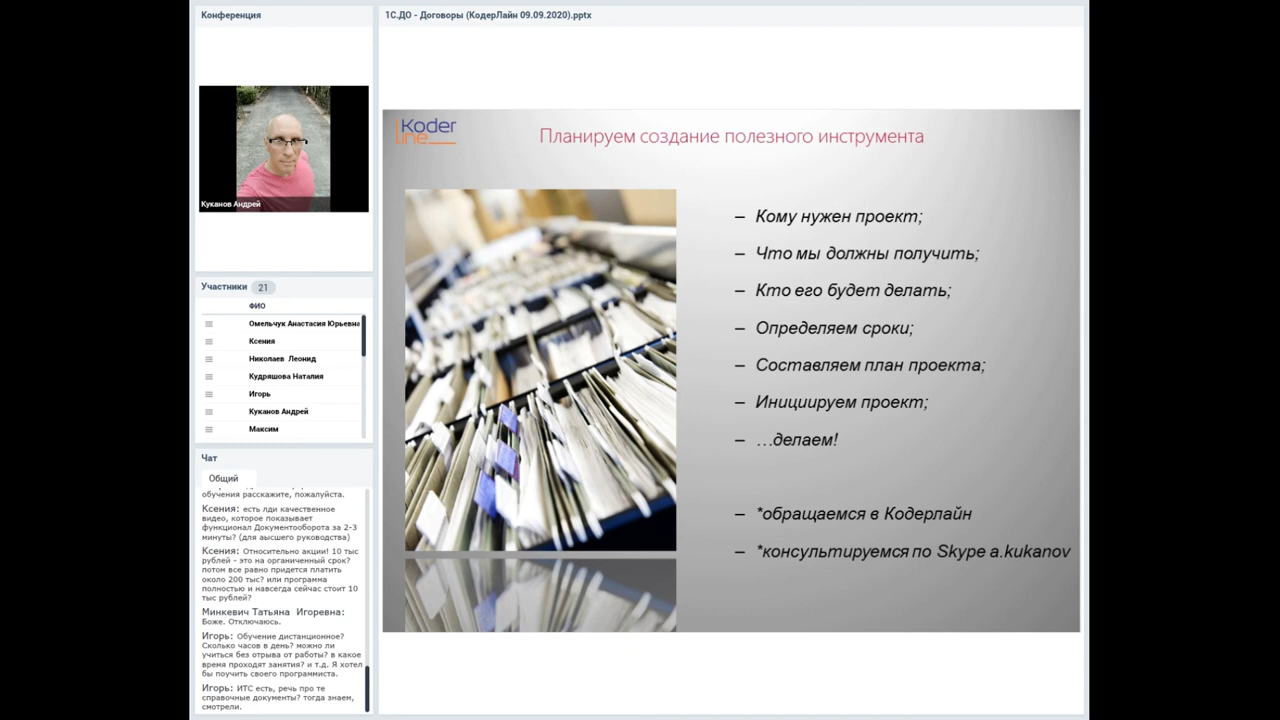 Конференция
Куканов Андрей
Участники 21
ФИО
Омельчук Анастасия Юрьевна
Ксения
Николаев Леонид
Кудряшова Наталия
Игорь
Куканов Андрей
Максим
Чат
Общий
обучения расскажите, пожалуйста.
Ксения: есть лди качественное
видео, которое показывает
функционал Документооборота за 2-3
минуты? (для аысшего руководства)
Ксения: Относительно акции! 10 тыс
рублей - это на органиченный срок?
потом все равно придется платить
около 200 тыс? или программа
полностью и навсегда сейчас стоит 10
тыс рублей?
Минкевич Татьяна Игоревна:
Боже. Отключаюсь.
Игорь: Обучение дистанционное?
Сколько часов в день? можно ли
учиться без отрыва от работы? в какое
время проходят занятия? и т.д. Я хотел
бы поучить своего программиста.
Игорь: ИТС есть, речь про те
справочные документы? тогда знаем,
смотрели.
1С.ДО - Договоры (КодерЛайн 09.09.2020).pptx
Koder
line
Планируем создание полезного инструмента
– Кому нужен проект;
– Что мы должны получить;
– Кто его будет делать;
– Определяем сроки;
– Составляем план проекта;
– Инициируем проект;
– …делаем!
– *обращаемся в Кодерлайн
– *консультируемся по Skype a.kukanov